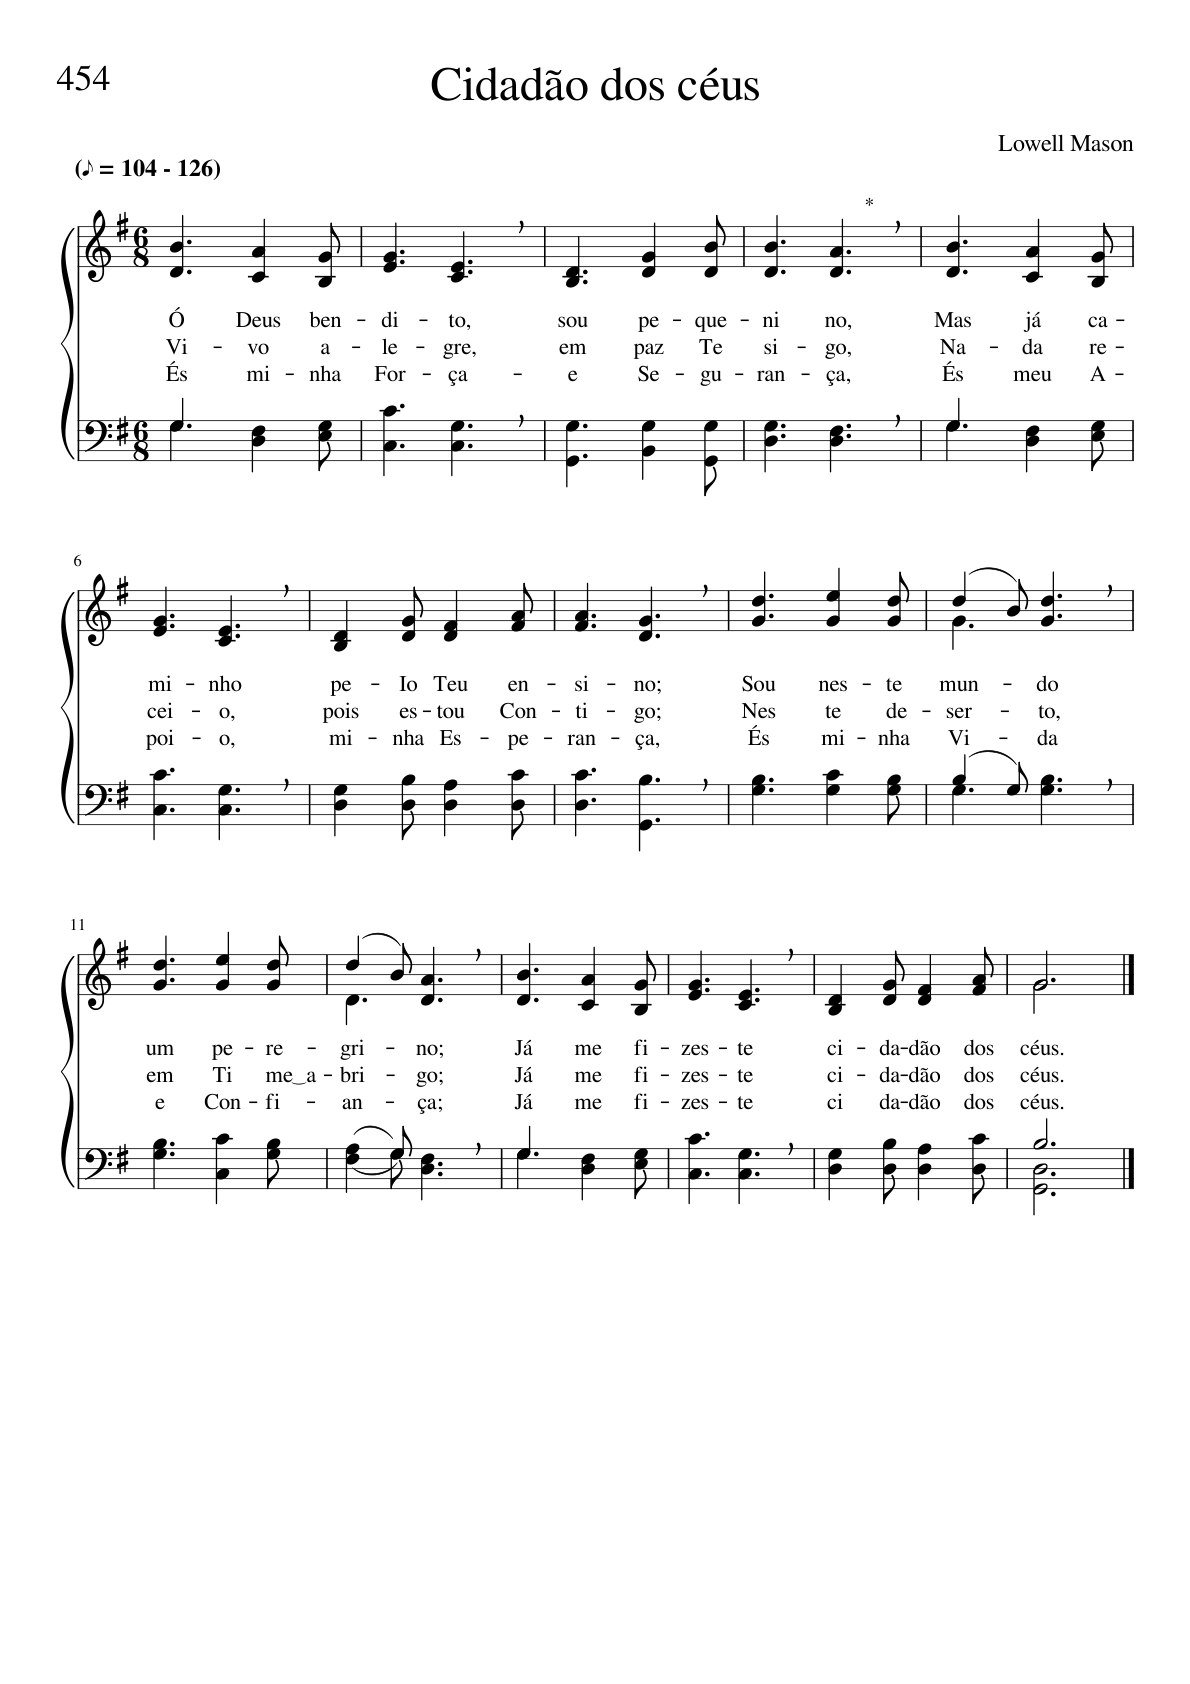 454
Cidadão dos céus
Lowell Mason
(♪ = 104 - 126)
*
Ó Deus ben - di - to, sou pe - que - ni no, Mas já ca -
Vi - vo a - le - gre, em paz Te si - go, Na - da re -
És mi - nha For - ça - e Se - gu - ran - ça, És meu A -
6
mi - nho pe - Io Teu en - si - no; Sou nes - te mun - do
cei - o, pois es - tou Con - ti - go; Nes te de - ser - to,
poi - o, mi - nha Es - pe - ran - ça, És mi - nha Vi - da
11
um pe - re - gri - no; Já me fi - zes - te ci - da - dão dos céus.
em Ti me‿a - bri - go; Já me fi - zes - te ci - da - dão dos céus.
e Con - fi - an - ça; Já me fi - zes - te ci da - dão dos céus.